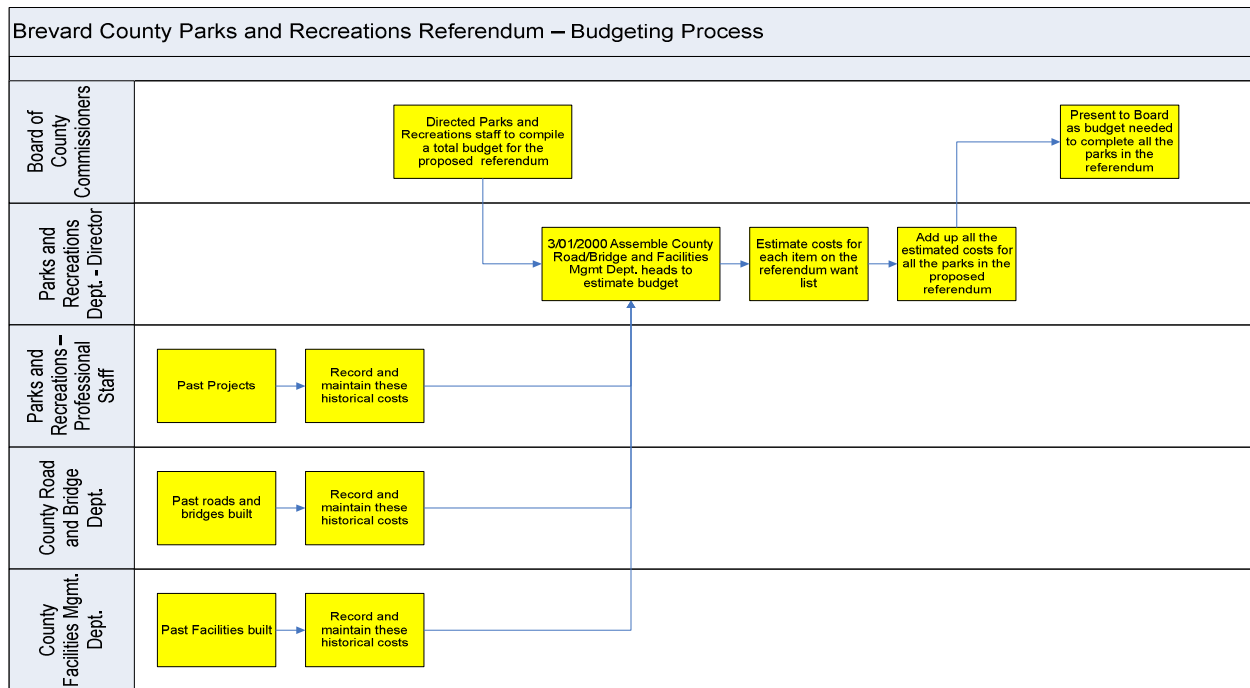 Brevard County Parks and Recreations Referendum – Budgeting Process
Board of
County
Commissioners
Directed Parks and
Recreations staff to compile
a total budget for the
proposed referendum
Present to Board
as budget needed
to complete all the
parks in the
referendum
Parks and
Recreations
Dept. - Director
3/01/2000 Assemble County
Road/Bridge and Facilities
Mgmt Dept. heads to
estimate budget
Estimate costs for
each item on the
referendum want
list
Add up all the
estimated costs for
all the parks in the
proposed
referendum
Parks and
Recreations –
Professional
Staff
Past Projects
Record and
maintain these
historical costs
County Road
and Bridge
Dept.
Past roads and
bridges built
Record and
maintain these
historical costs
County
Facilities Mgmt.
Dept.
Past Facilities built
Record and
maintain these
historical costs